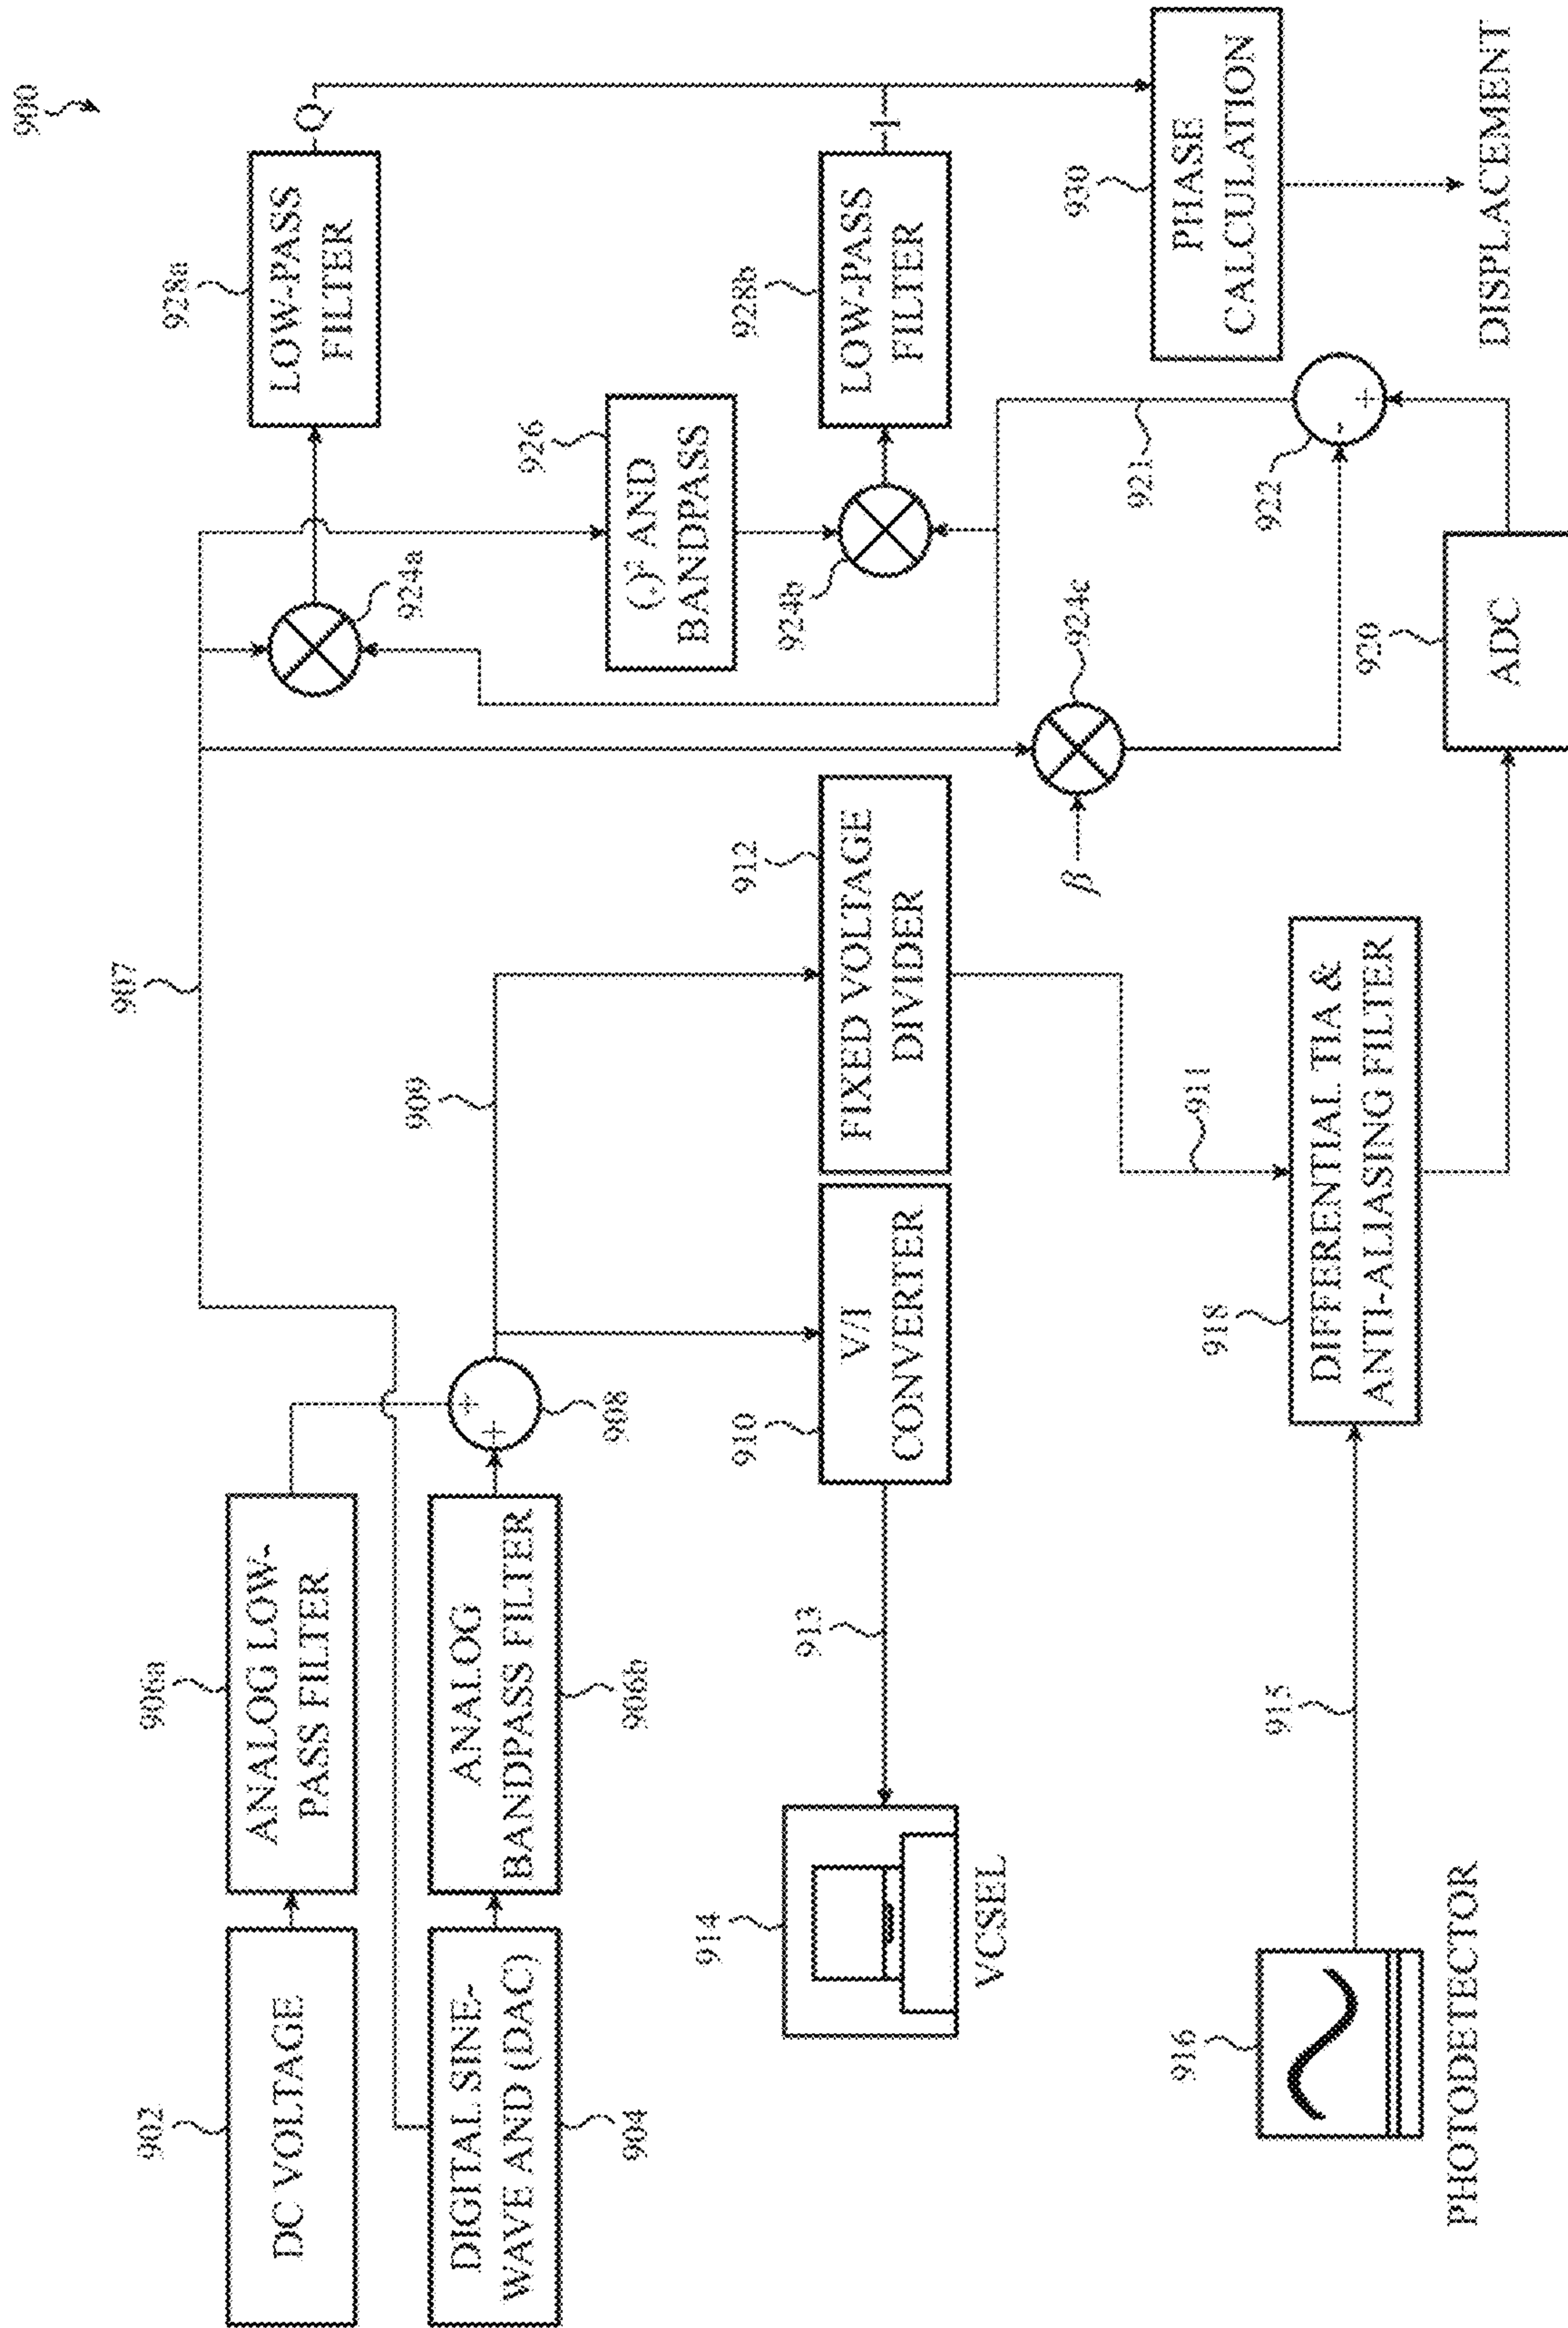 900
902
DC VOLTAGE
906a
ANALOG LOW-
PASS FILTER
907
928a
LOW-PASS
FILTER
Q
904
DIGITAL SINE-
WAVE AND (DAC)
906b
ANALOG
BANDPASS FILTER
+
+
908
909
924a
926
( )² AND
BANDPASS
910
V/I
CONVERTER
912
FIXED VOLTAGE
DIVIDER
924b
928b
LOW-PASS
FILTER
I
913
914
VCSEL
β
924c
921
930
PHASE
CALCULATION
911
922
-
+
916
PHOTODETECTOR
915
918
DIFFERENTIAL TIA &
ANTI-ALIASING FILTER
920
ADC
DISPLACEMENT